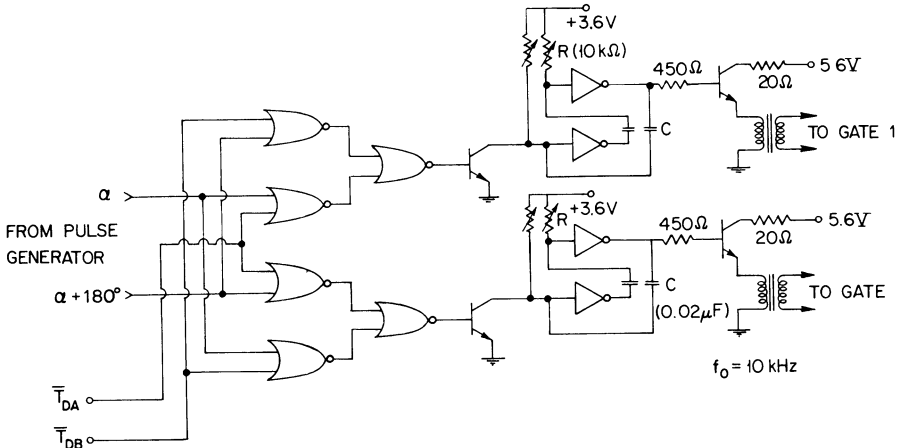 +3.6V
R (10kΩ)
450Ω
20Ω
5 6V
C
TO GATE 1
α
FROM PULSE
GENERATOR
α +180°
+3.6V
R
450Ω
20Ω
5.6V
C
(0.02μF)
TO GATE
f₀ = 10 kHz
T̅DA
T̅DB